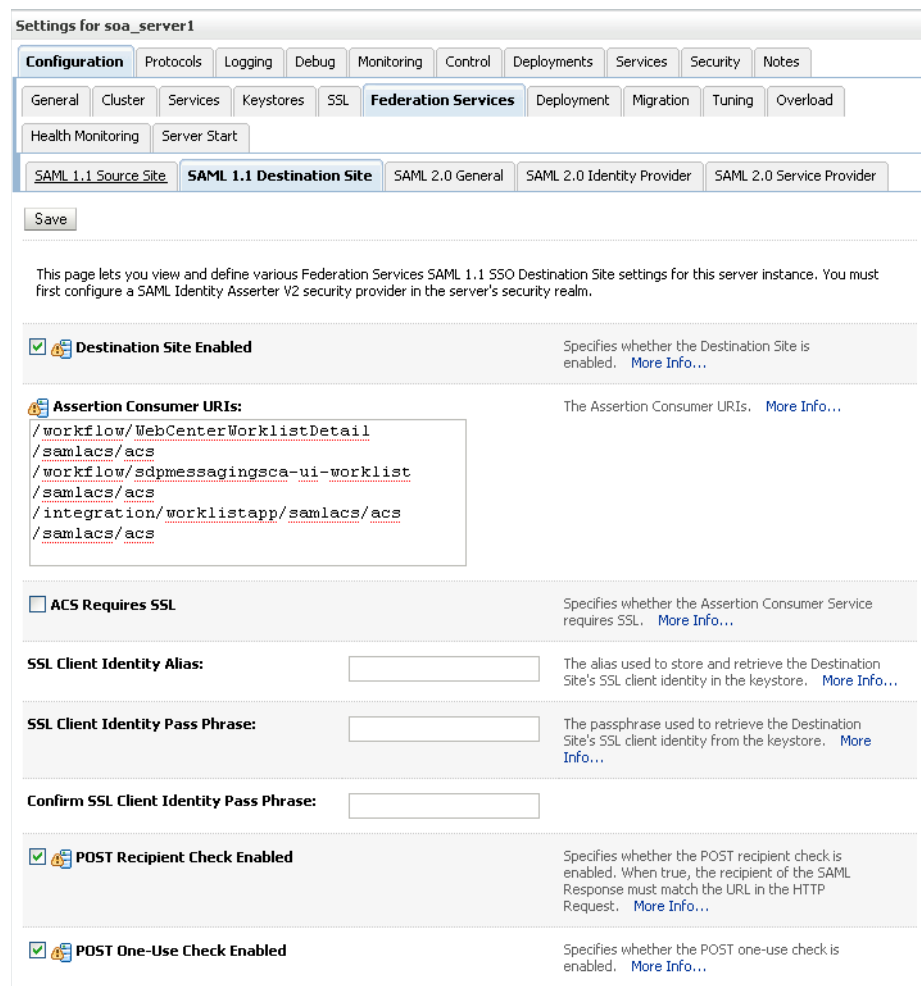 Settings for soa_server1
Configuration Protocols Logging Debug Monitoring Control Deployments Services Security Notes
General Cluster Services Keystores SSL Federation Services Deployment Migration Tuning Overload
Health Monitoring Server Start
SAML 1.1 Source Site SAML 1.1 Destination Site SAML 2.0 General SAML 2.0 Identity Provider SAML 2.0 Service Provider
Save
This page lets you view and define various Federation Services SAML 1.1 SSO Destination Site settings for this server instance. You must
first configure a SAML Identity Asserter V2 security provider in the server's security realm.
Destination Site Enabled
Specifies whether the Destination Site is
enabled. More Info...
Assertion Consumer URIs:
The Assertion Consumer URIs. More Info...
/workflow/WebCenterWorklistDetail
/samlacs/acs
/workflow/sdpmessagingsca-ui-worklist
/samlacs/acs
/integration/worklistapp/samlacs/acs
/samlacs/acs
ACS Requires SSL
Specifies whether the Assertion Consumer Service
requires SSL. More Info...
SSL Client Identity Alias:
The alias used to store and retrieve the Destination
Site's SSL client identity in the keystore. More Info...
SSL Client Identity Pass Phrase:
The passphrase used to retrieve the Destination
Site's SSL client identity from the keystore. More
Info...
Confirm SSL Client Identity Pass Phrase:
POST Recipient Check Enabled
Specifies whether the POST recipient check is
enabled. When true, the recipient of the SAML
Response must match the URL in the HTTP
Request. More Info...
POST One-Use Check Enabled
Specifies whether the POST one-use check is
enabled. More Info...